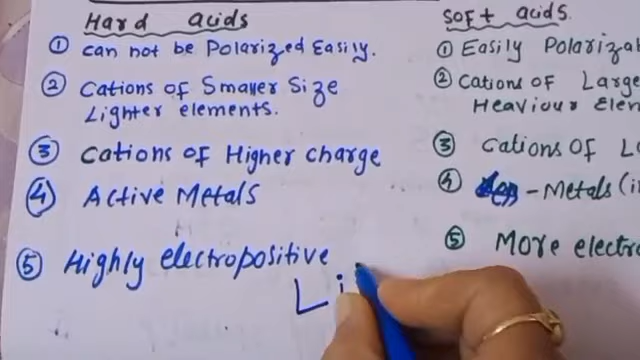 Hard acids
① can not be Polarized Easily.
② Cations of Smaller Size
Lighter elements.
③ Cations of Higher charge
④ Active Metals
⑤ Highly electropositive
Li
SOFt acids.
① Easily Polarizab
② Cations OF Large
Heaviour Elem
③ Cations OF L
④ -Metals (i
⑤ More electro